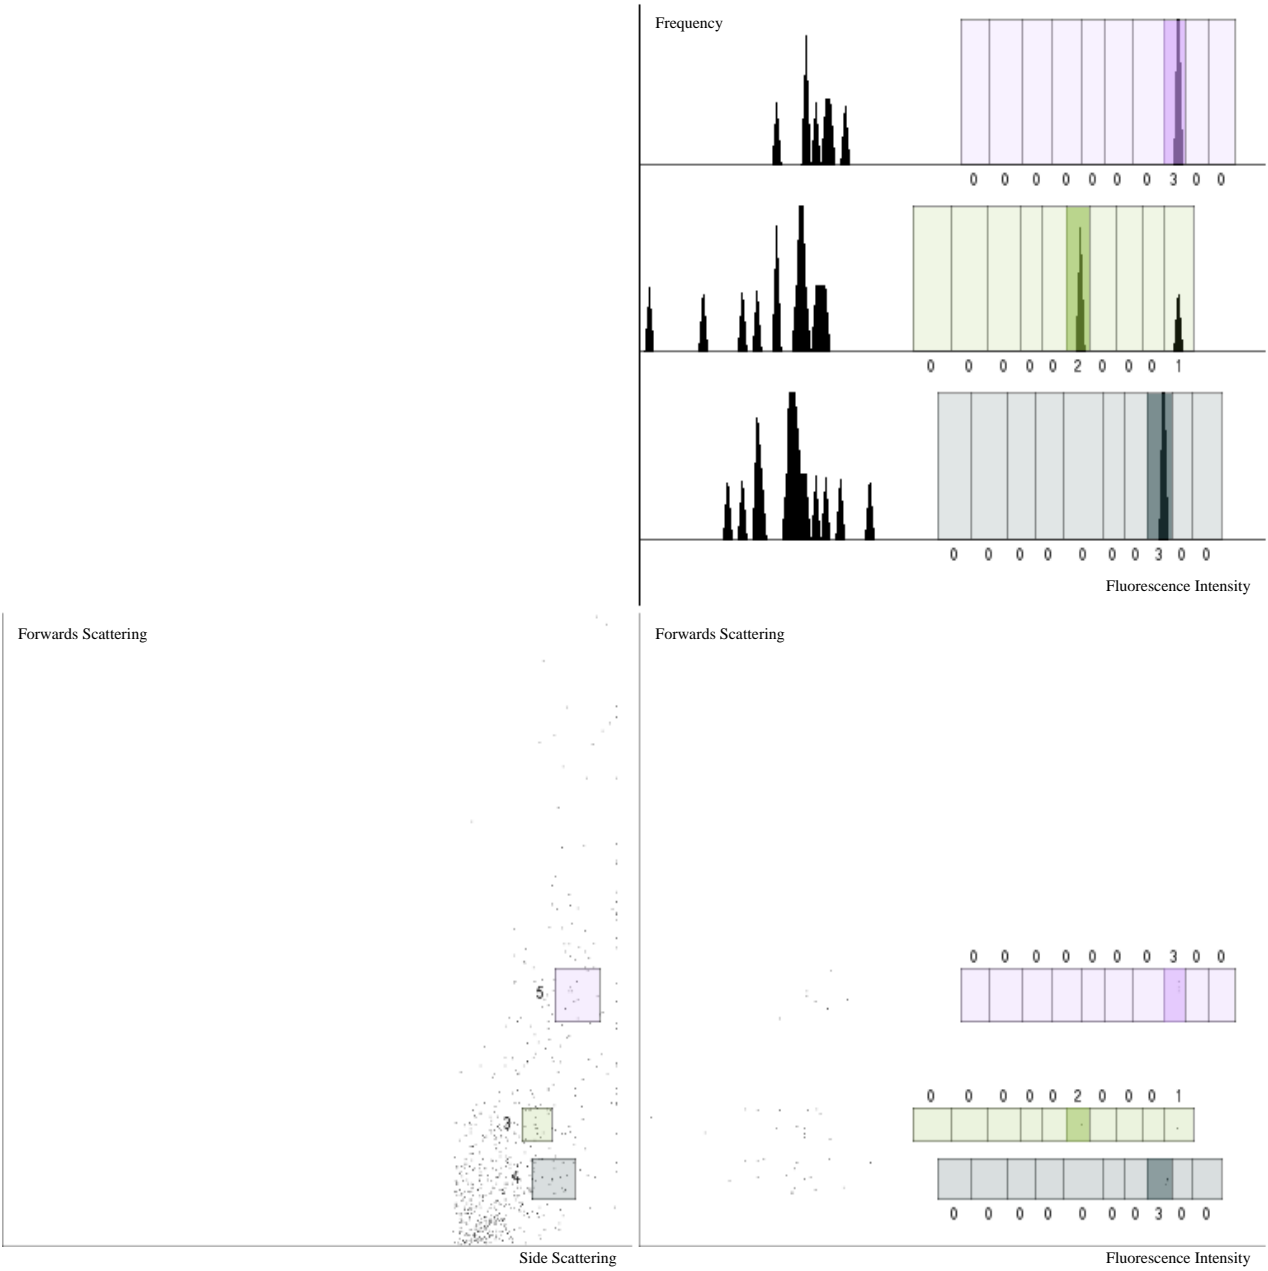 Frequency
0 0 0 0 0 0 0 3 0 0
0 0 0 0 0 2 0 0 0 1
0 0 0 0 0 0 0 3 0 0
Fluorescence Intensity
Forwards Scattering
Forwards Scattering
0 0 0 0 0 0 0 3 0 0
5
0 0 0 0 0 2 0 0 0 1
3
4
0 0 0 0 0 0 0 3 0 0
Side Scattering
Fluorescence Intensity